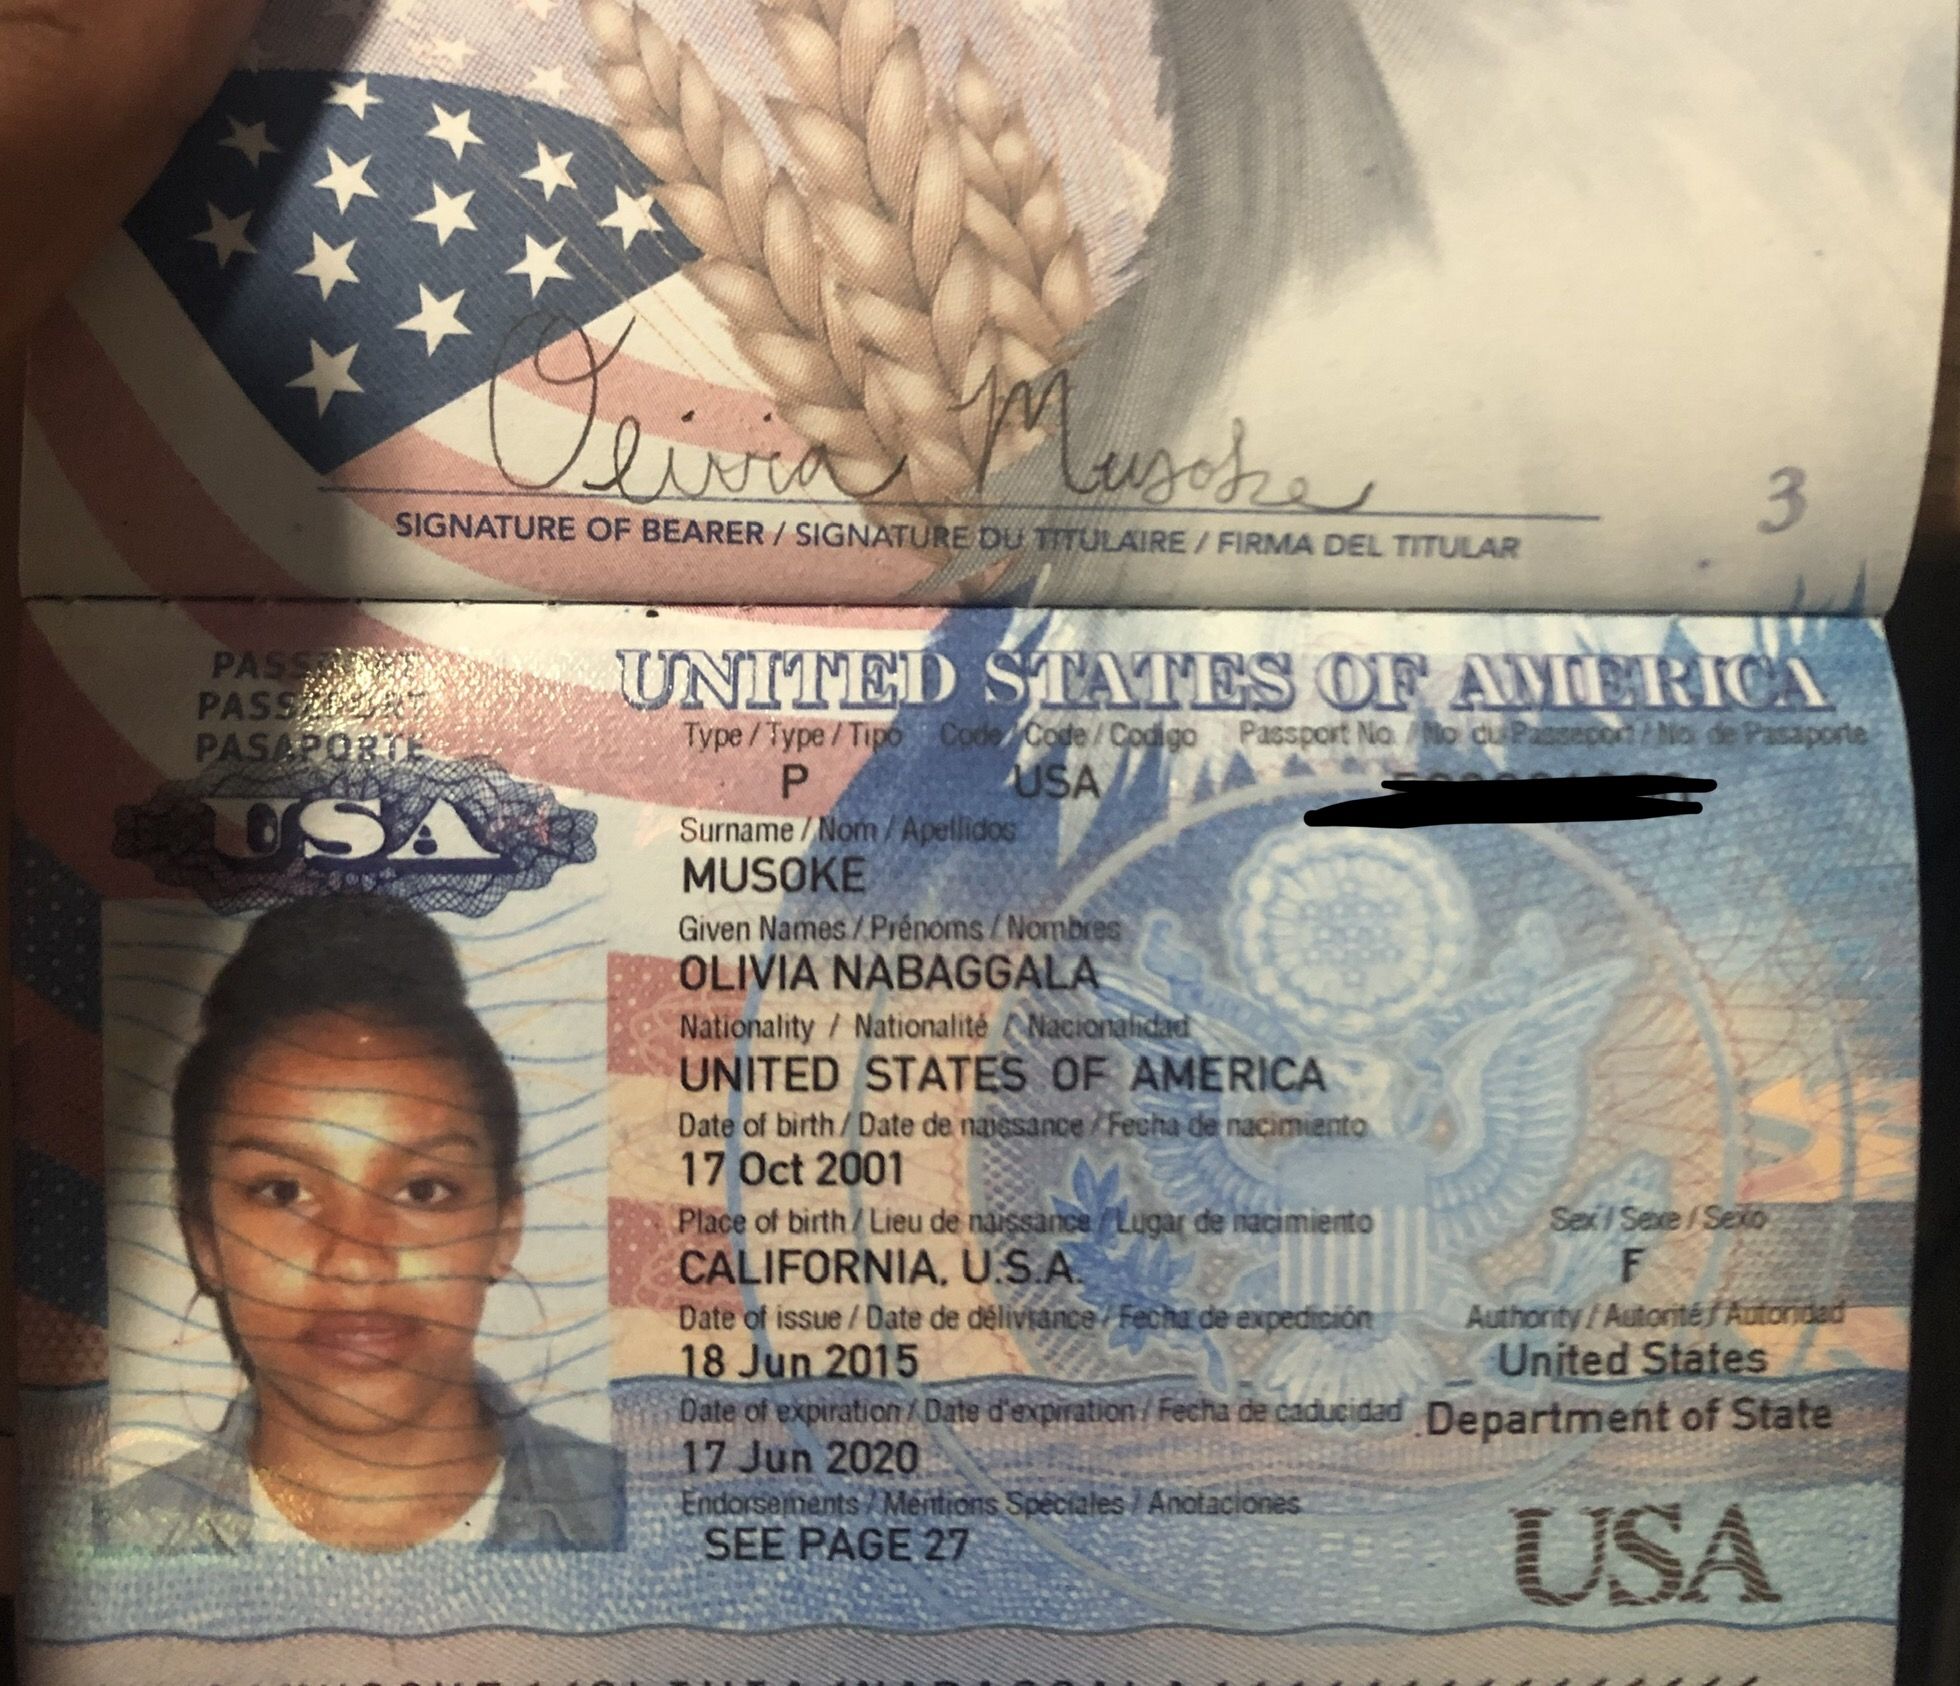 Olivia Musoke
SIGNATURE OF BEARER / SIGNATURE DU TITULAIRE / FIRMA DEL TITULAR
3
PASSPORT
PASAPORTE
USA
UNITED STATES OF AMERICA
Type / Type / Tipo Code / Code / Codigo Passport No. / No. du Passeport / No. de Pasaporte
P USA
Surname / Nom / Apellidos
MUSOKE
Given Names / Prénoms / Nombres
OLIVIA NABAGGALA
Nationality / Nationalité / Nacionalidad
UNITED STATES OF AMERICA
Date of birth / Date de naissance / Fecha de nacimiento
17 Oct 2001
Place of birth / Lieu de naissance / Lugar de nacimiento Sex / Sexe / Sexo
CALIFORNIA, U.S.A. F
Date of issue / Date de délivrance / Fecha de expedición Authority / Autorité / Autoridad
18 Jun 2015 United States
Date of expiration / Date d'expiration / Fecha de caducidad Department of State
17 Jun 2020
Endorsements / Mentions Spéciales / Anotaciones
SEE PAGE 27
USA